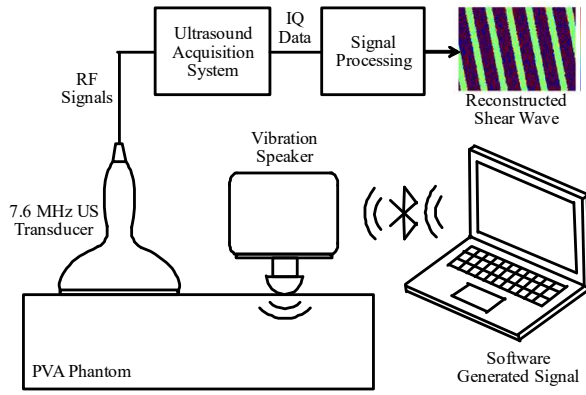 Ultrasound
Acquisition
System
IQ
Data
Signal
Processing
RF
Signals
Reconstructed
Shear Wave
Vibration
Speaker
7.6 MHz US
Transducer
PVA Phantom
Software
Generated Signal